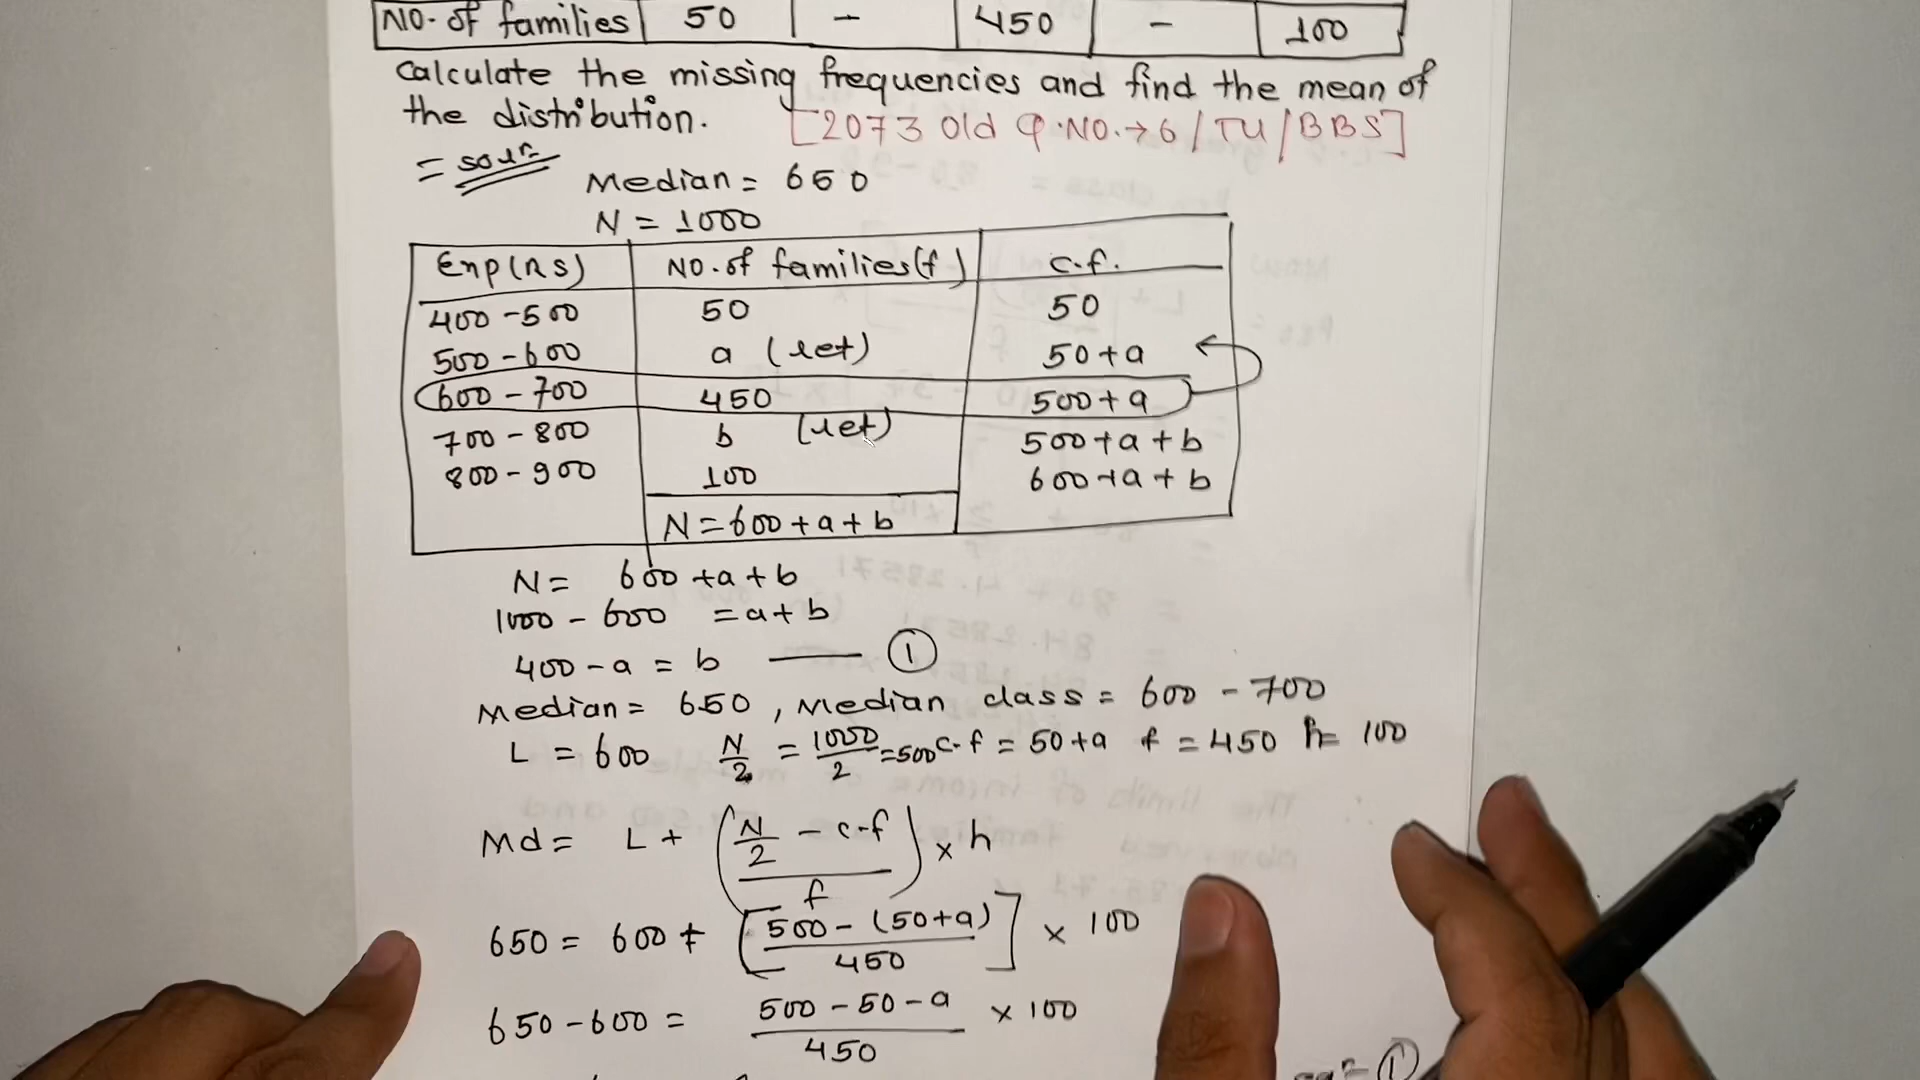 NO. of families 50 - 450 - 100
Calculate the missing frequencies and find the mean of
the distribution. [2073 Old Q.NO.→6/TU/BBS]
= soln
Median = 650
N = 1000
Exp(RS) NO. of families(f) c.f.
400-500 50 50
500-600 a (let) 50+a
600-700 450 500+a
700-800 b (let) 500+a+b
800-900 100 600+a+b
N=600+a+b
N= 600+a+b
1000-600 =a+b
400-a = b —— ①
Median= 650, Median class= 600-700
L = 600 N/2 = 1000/2 =500 c.f = 50+a f = 450 h= 100
Md= L + (N/2 - c.f / f) × h
650= 600 + [500-(50+a) / 450] × 100
650-600= 500-50-a / 450 × 100
①